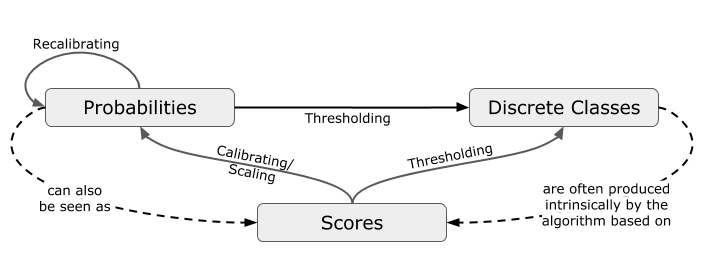 Recalibrating
Probabilities
Discrete Classes
Thresholding
Calibrating/
Scaling
Thresholding
can also
be seen as
are often produced
intrinsically by the
algorithm based on
Scores